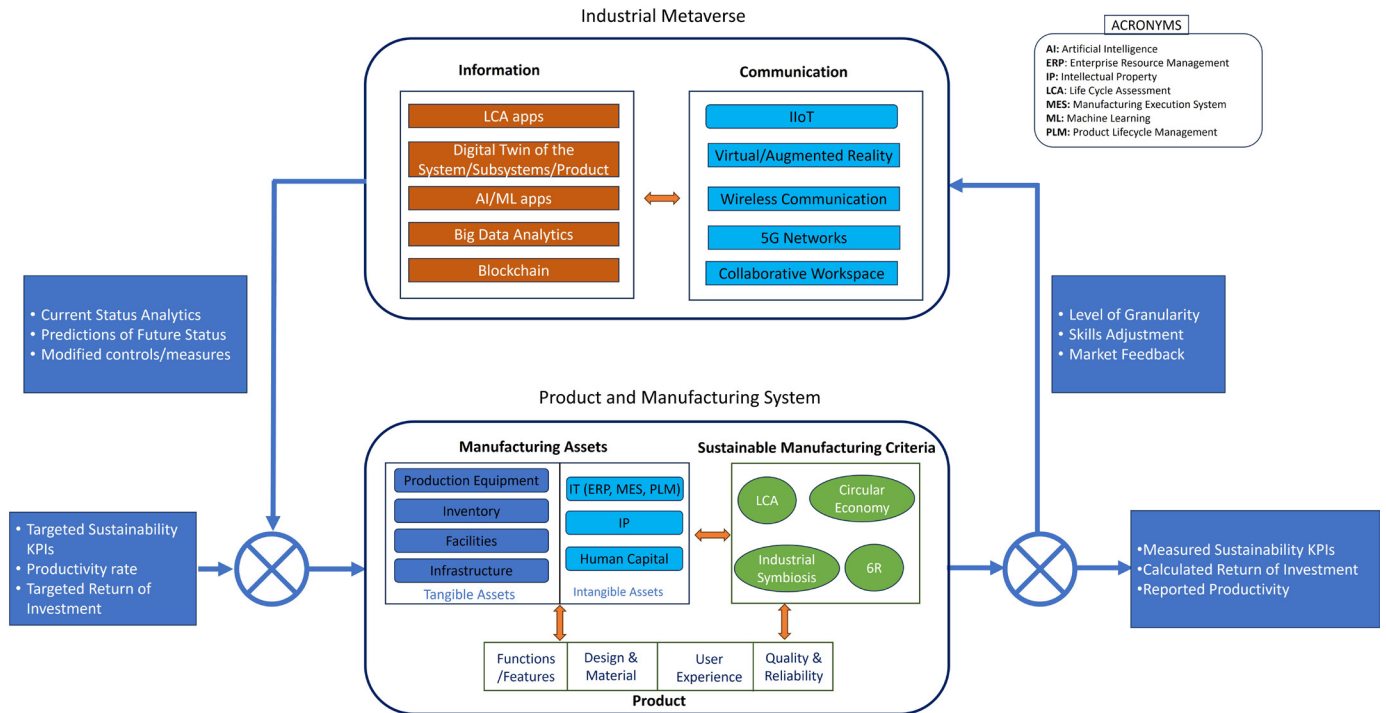 Industrial Metaverse
ACRONYMS
AI: Artificial Intelligence
ERP: Enterprise Resource Management
IP: Intellectual Property
LCA: Life Cycle Assessment
MES: Manufacturing Execution System
ML: Machine Learning
PLM: Product Lifecycle Management
Information
LCA apps
Digital Twin of the
System/Subsystems/Product
AI/ML apps
Big Data Analytics
Blockchain
Communication
IIoT
Virtual/Augmented Reality
Wireless Communication
5G Networks
Collaborative Workspace
• Current Status Analytics
• Predictions of Future Status
• Modified controls/measures
• Level of Granularity
• Skills Adjustment
• Market Feedback
Product and Manufacturing System
Manufacturing Assets
Production Equipment
Inventory
Facilities
Infrastructure
Tangible Assets
IT (ERP, MES, PLM)
IP
Human Capital
Intangible Assets
Sustainable Manufacturing Criteria
LCA
Circular
Economy
Industrial
Symbiosis
6R
• Targeted Sustainability
KPIs
• Productivity rate
• Targeted Return of
Investment
•Measured Sustainability KPIs
•Calculated Return of Investment
•Reported Productivity
Functions
/Features
Design &
Material
User
Experience
Quality &
Reliability
Product